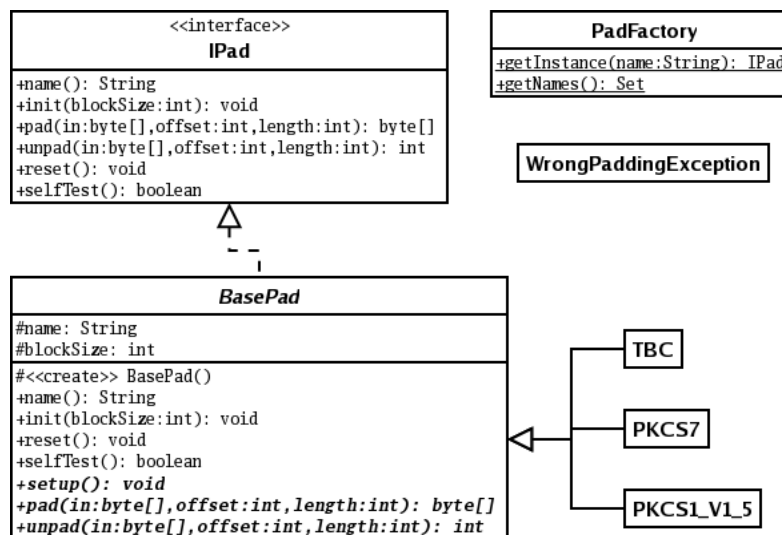 <<interface>>
IPad
+name(): String
+init(blockSize:int): void
+pad(in:byte[],offset:int,length:int): byte[]
+unpad(in:byte[],offset:int,length:int): int
+reset(): void
+selfTest(): boolean
PadFactory
+getInstance(name:String): IPad
+getNames(): Set
WrongPaddingException
BasePad
#name: String
#blockSize: int
#<<create>> BasePad()
+name(): String
+init(blockSize:int): void
+reset(): void
+selfTest(): boolean
+setup(): void
+pad(in:byte[],offset:int,length:int): byte[]
+unpad(in:byte[],offset:int,length:int): int
TBC
PKCS7
PKCS1_V1_5